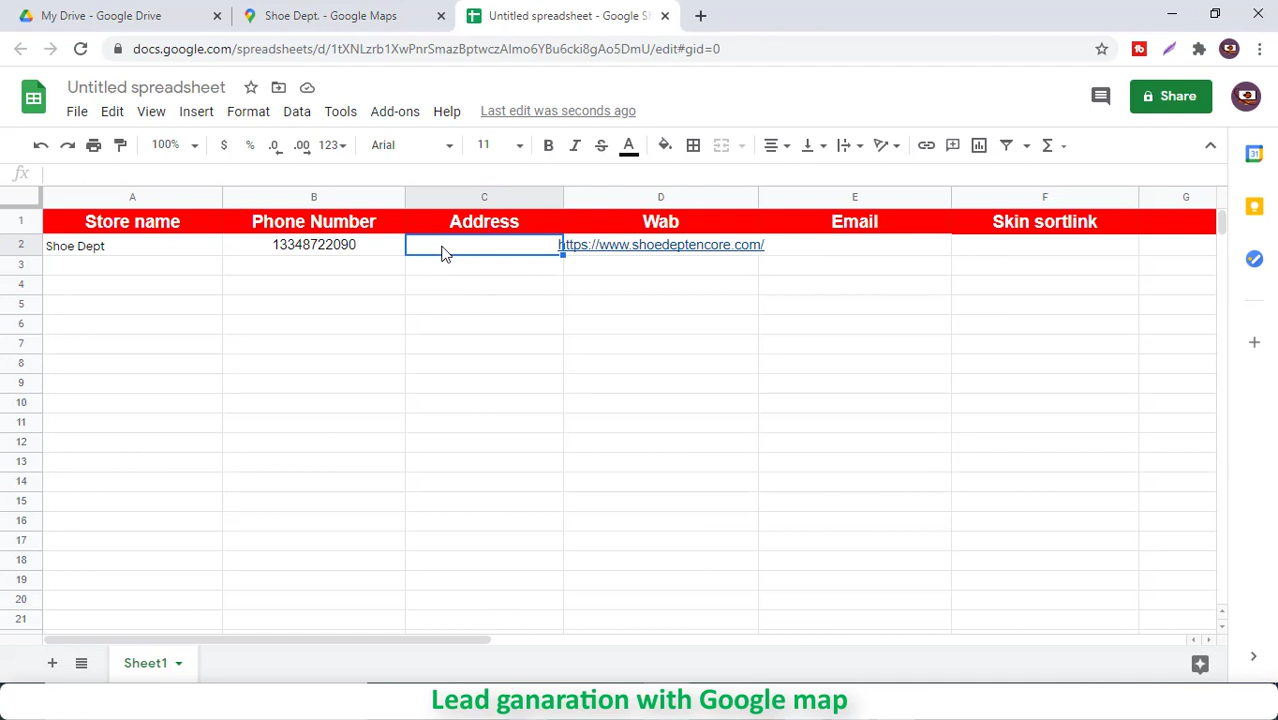 My Drive - Google Drive
Shoe Dept. - Google Maps
Untitled spreadsheet - Google Sh
docs.google.com/spreadsheets/d/1tXNLzrb1XwPnrSmazBptwczAlmo6YBu6cki8gAo5DmU/edit#gid=0
Untitled spreadsheet
File Edit View Insert Format Data Tools Add-ons Help Last edit was seconds ago
Share
100% $ % .0 .00 123 Arial 11 B I S A
fx
A B C D E F G
1 Store name Phone Number Address Wab Email Skin sortlink
2 Shoe Dept 13348722090 https://www.shoedeptencore.com/
3
4
5
6
7
8
9
10
11
12
13
14
15
16
17
18
19
20
21
Sheet1
Lead ganaration with Google map